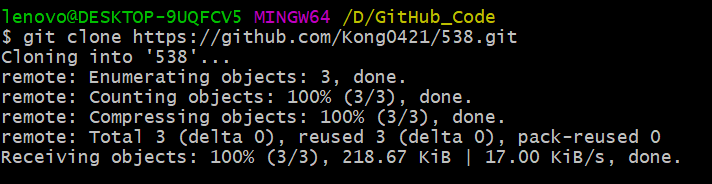 lenovo@DESKTOP-9UQFCV5 MINGW64 /D/GitHub_Code
$ git clone https://github.com/Kong0421/538.git
Cloning into '538'...
remote: Enumerating objects: 3, done.
remote: Counting objects: 100% (3/3), done.
remote: Compressing objects: 100% (3/3), done.
remote: Total 3 (delta 0), reused 3 (delta 0), pack-reused 0
Receiving objects: 100% (3/3), 218.67 KiB | 17.00 KiB/s, done.